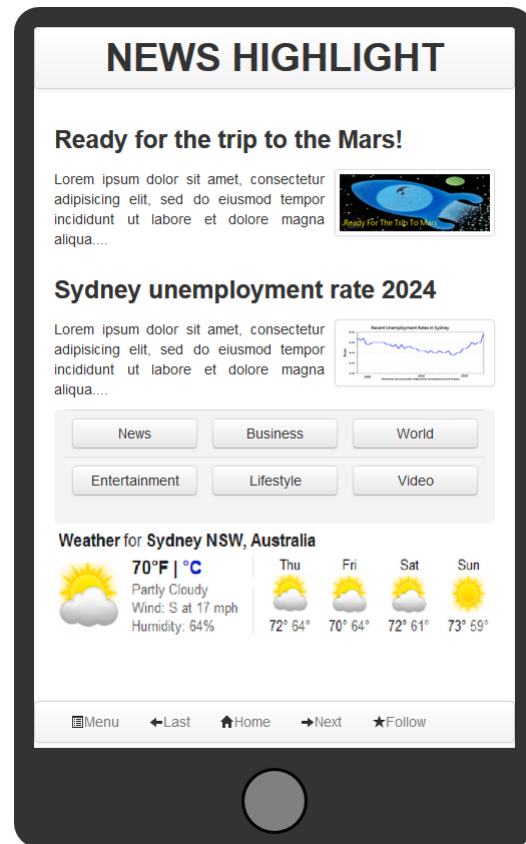 NEWS HIGHLIGHT
Ready for the trip to the Mars!
Lorem ipsum dolor sit amet, consectetur
adipisicing elit, sed do eiusmod tempor
incididunt ut labore et dolore magna
aliqua....
Ready For The Trip To Mars
Sydney unemployment rate 2024
Lorem ipsum dolor sit amet, consectetur
adipisicing elit, sed do eiusmod tempor
incididunt ut labore et dolore magna
aliqua....
Recent Unemployment Rates in Sydney
News Business World
Entertainment Lifestyle Video
Weather for Sydney NSW, Australia
70°F | °C
Partly Cloudy
Wind: S at 17 mph
Humidity: 64%
Thu Fri Sat Sun
72° 64° 70° 64° 72° 61° 73° 59°
Menu Last Home Next Follow